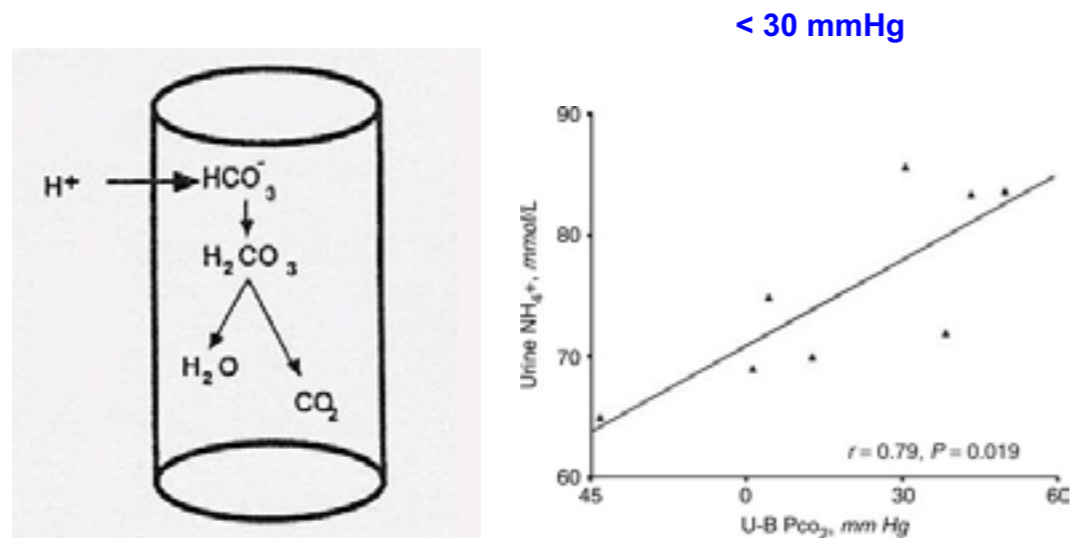 < 30 mmHg
H+
HCO₃⁻
H₂CO₃
H₂O
CO₂
Urine NH₄+, mmol/L
90
80
70
60
r = 0.79, P = 0.019
45 0 30 60
U-B Pco₂, mm Hg